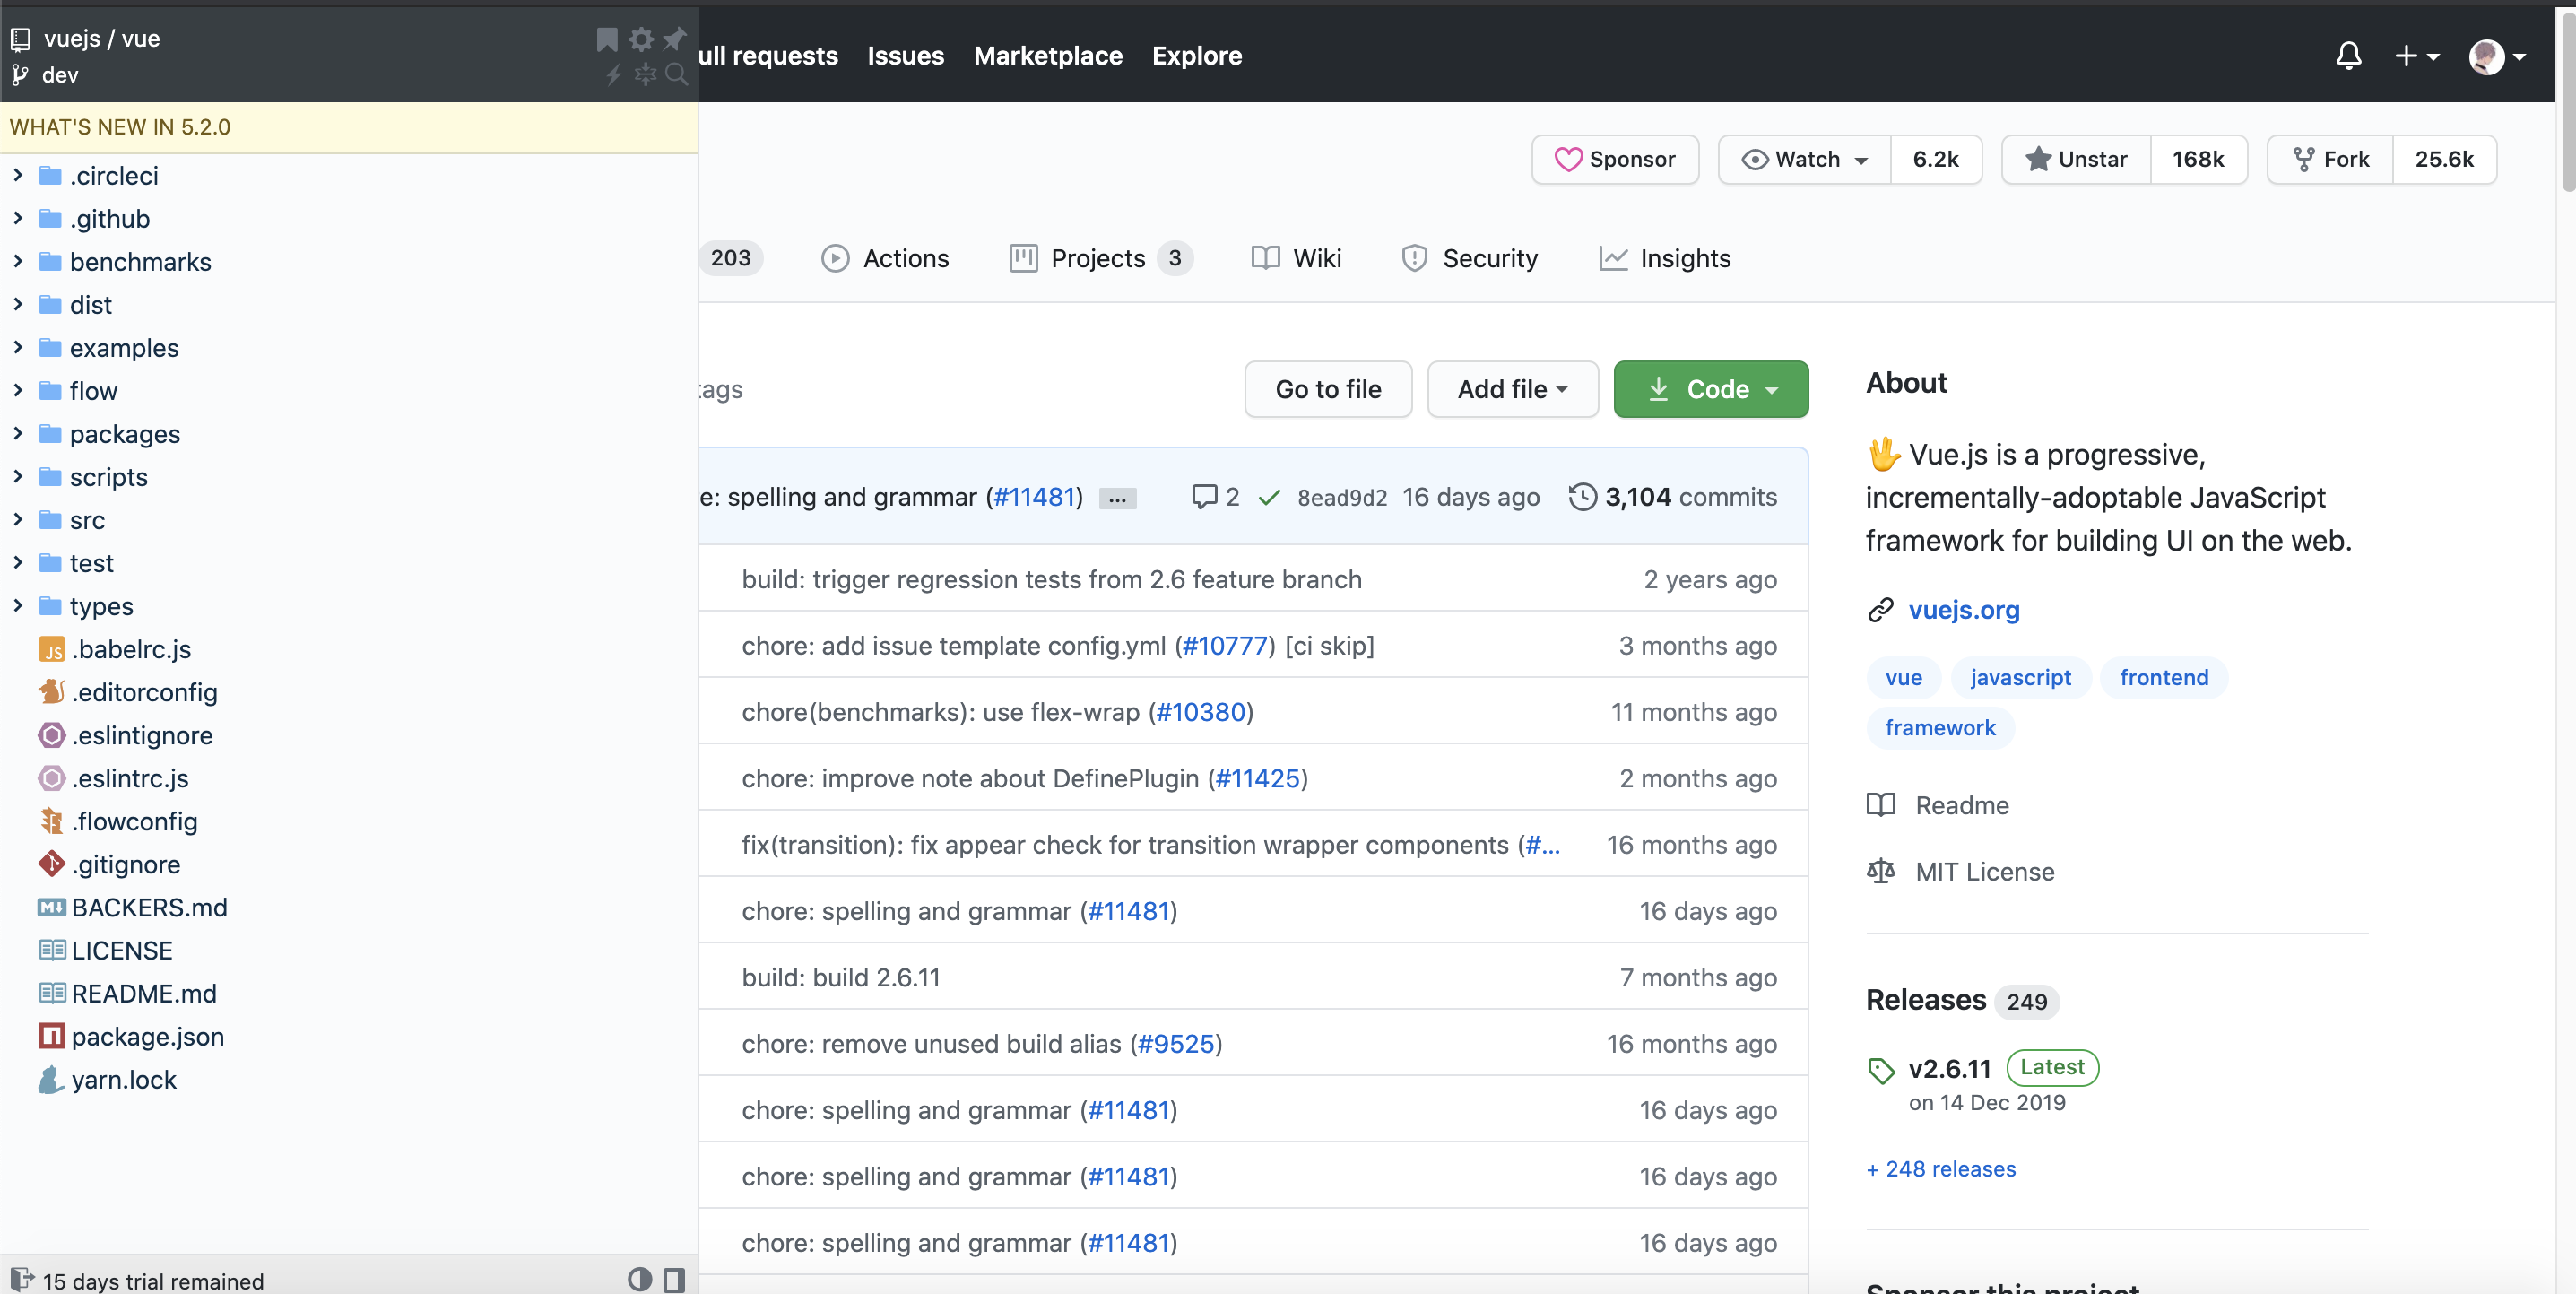 vuejs / vue
dev
WHAT'S NEW IN 5.2.0
.circleci
.github
benchmarks
dist
examples
flow
packages
scripts
src
test
types
.babelrc.js
.editorconfig
.eslintignore
.eslintrc.js
.flowconfig
.gitignore
BACKERS.md
LICENSE
README.md
package.json
yarn.lock
15 days trial remained
ull requests Issues Marketplace Explore
Sponsor Watch 6.2k Unstar 168k Fork 25.6k
203 Actions Projects 3 Wiki Security Insights
tags Go to file Add file Code
e: spelling and grammar (#11481) ... 2 8ead9d2 16 days ago 3,104 commits
build: trigger regression tests from 2.6 feature branch 2 years ago
chore: add issue template config.yml (#10777) [ci skip] 3 months ago
chore(benchmarks): use flex-wrap (#10380) 11 months ago
chore: improve note about DefinePlugin (#11425) 2 months ago
fix(transition): fix appear check for transition wrapper components (#... 16 months ago
chore: spelling and grammar (#11481) 16 days ago
build: build 2.6.11 7 months ago
chore: remove unused build alias (#9525) 16 months ago
chore: spelling and grammar (#11481) 16 days ago
chore: spelling and grammar (#11481) 16 days ago
chore: spelling and grammar (#11481) 16 days ago
About
🖖 Vue.js is a progressive,
incrementally-adoptable JavaScript
framework for building UI on the web.
vuejs.org
vue javascript frontend
framework
Readme
MIT License
Releases 249
v2.6.11 Latest
on 14 Dec 2019
+ 248 releases
Sponsor this project